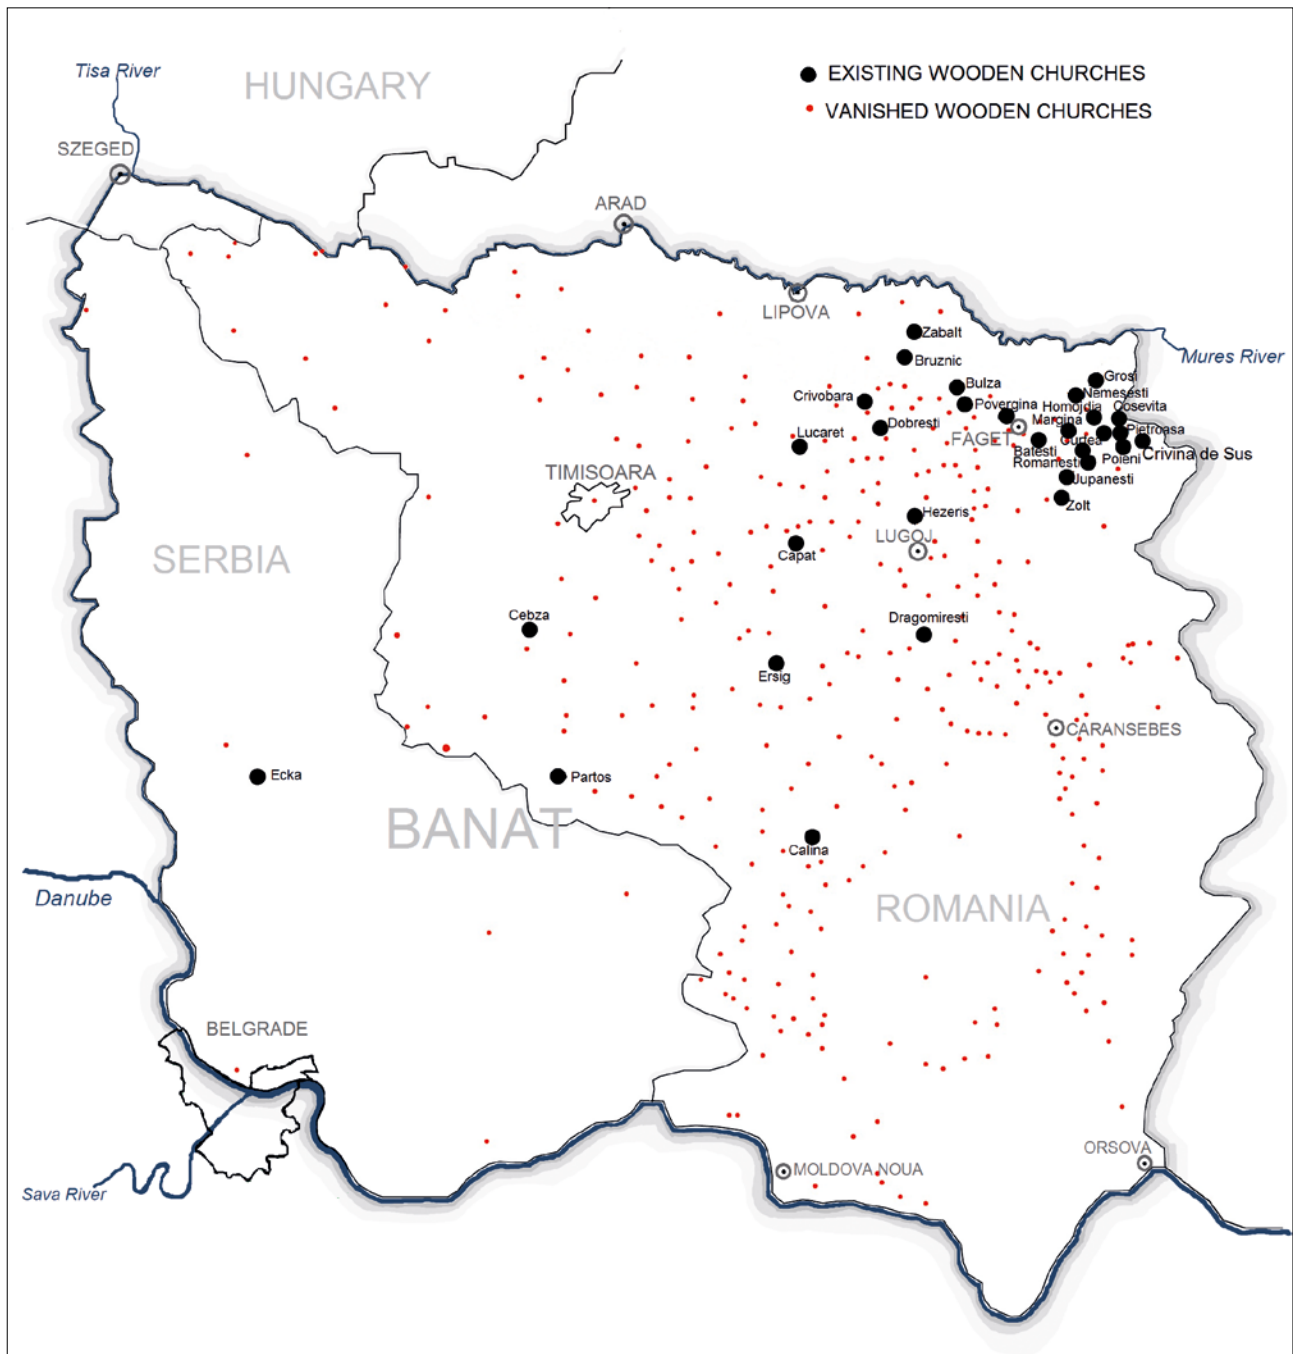 Tisa River
HUNGARY
EXISTING WOODEN CHURCHES
VANISHED WOODEN CHURCHES
SZEGED
ARAD
LIPOVA
Zabalt
Mures River
Bruznic
Grosi
Bulza
Nemesesti
Crivobara
Povergina
Homojdia
Cosevita
Margina
Dobresti
Lucaret
FAGET
Pietroasa
Curtea
Batesti
Poieni
Crivina de Sus
Romanesti
TIMISOARA
Jupanesti
Zolt
Hezeris
LUGOJ
SERBIA
Capat
Cebza
Dragomiresti
Ersig
CARANSEBES
Ecka
Partos
BANAT
Calina
Danube
ROMANIA
BELGRADE
ORSOVA
MOLDOVA NOUA
Sava River